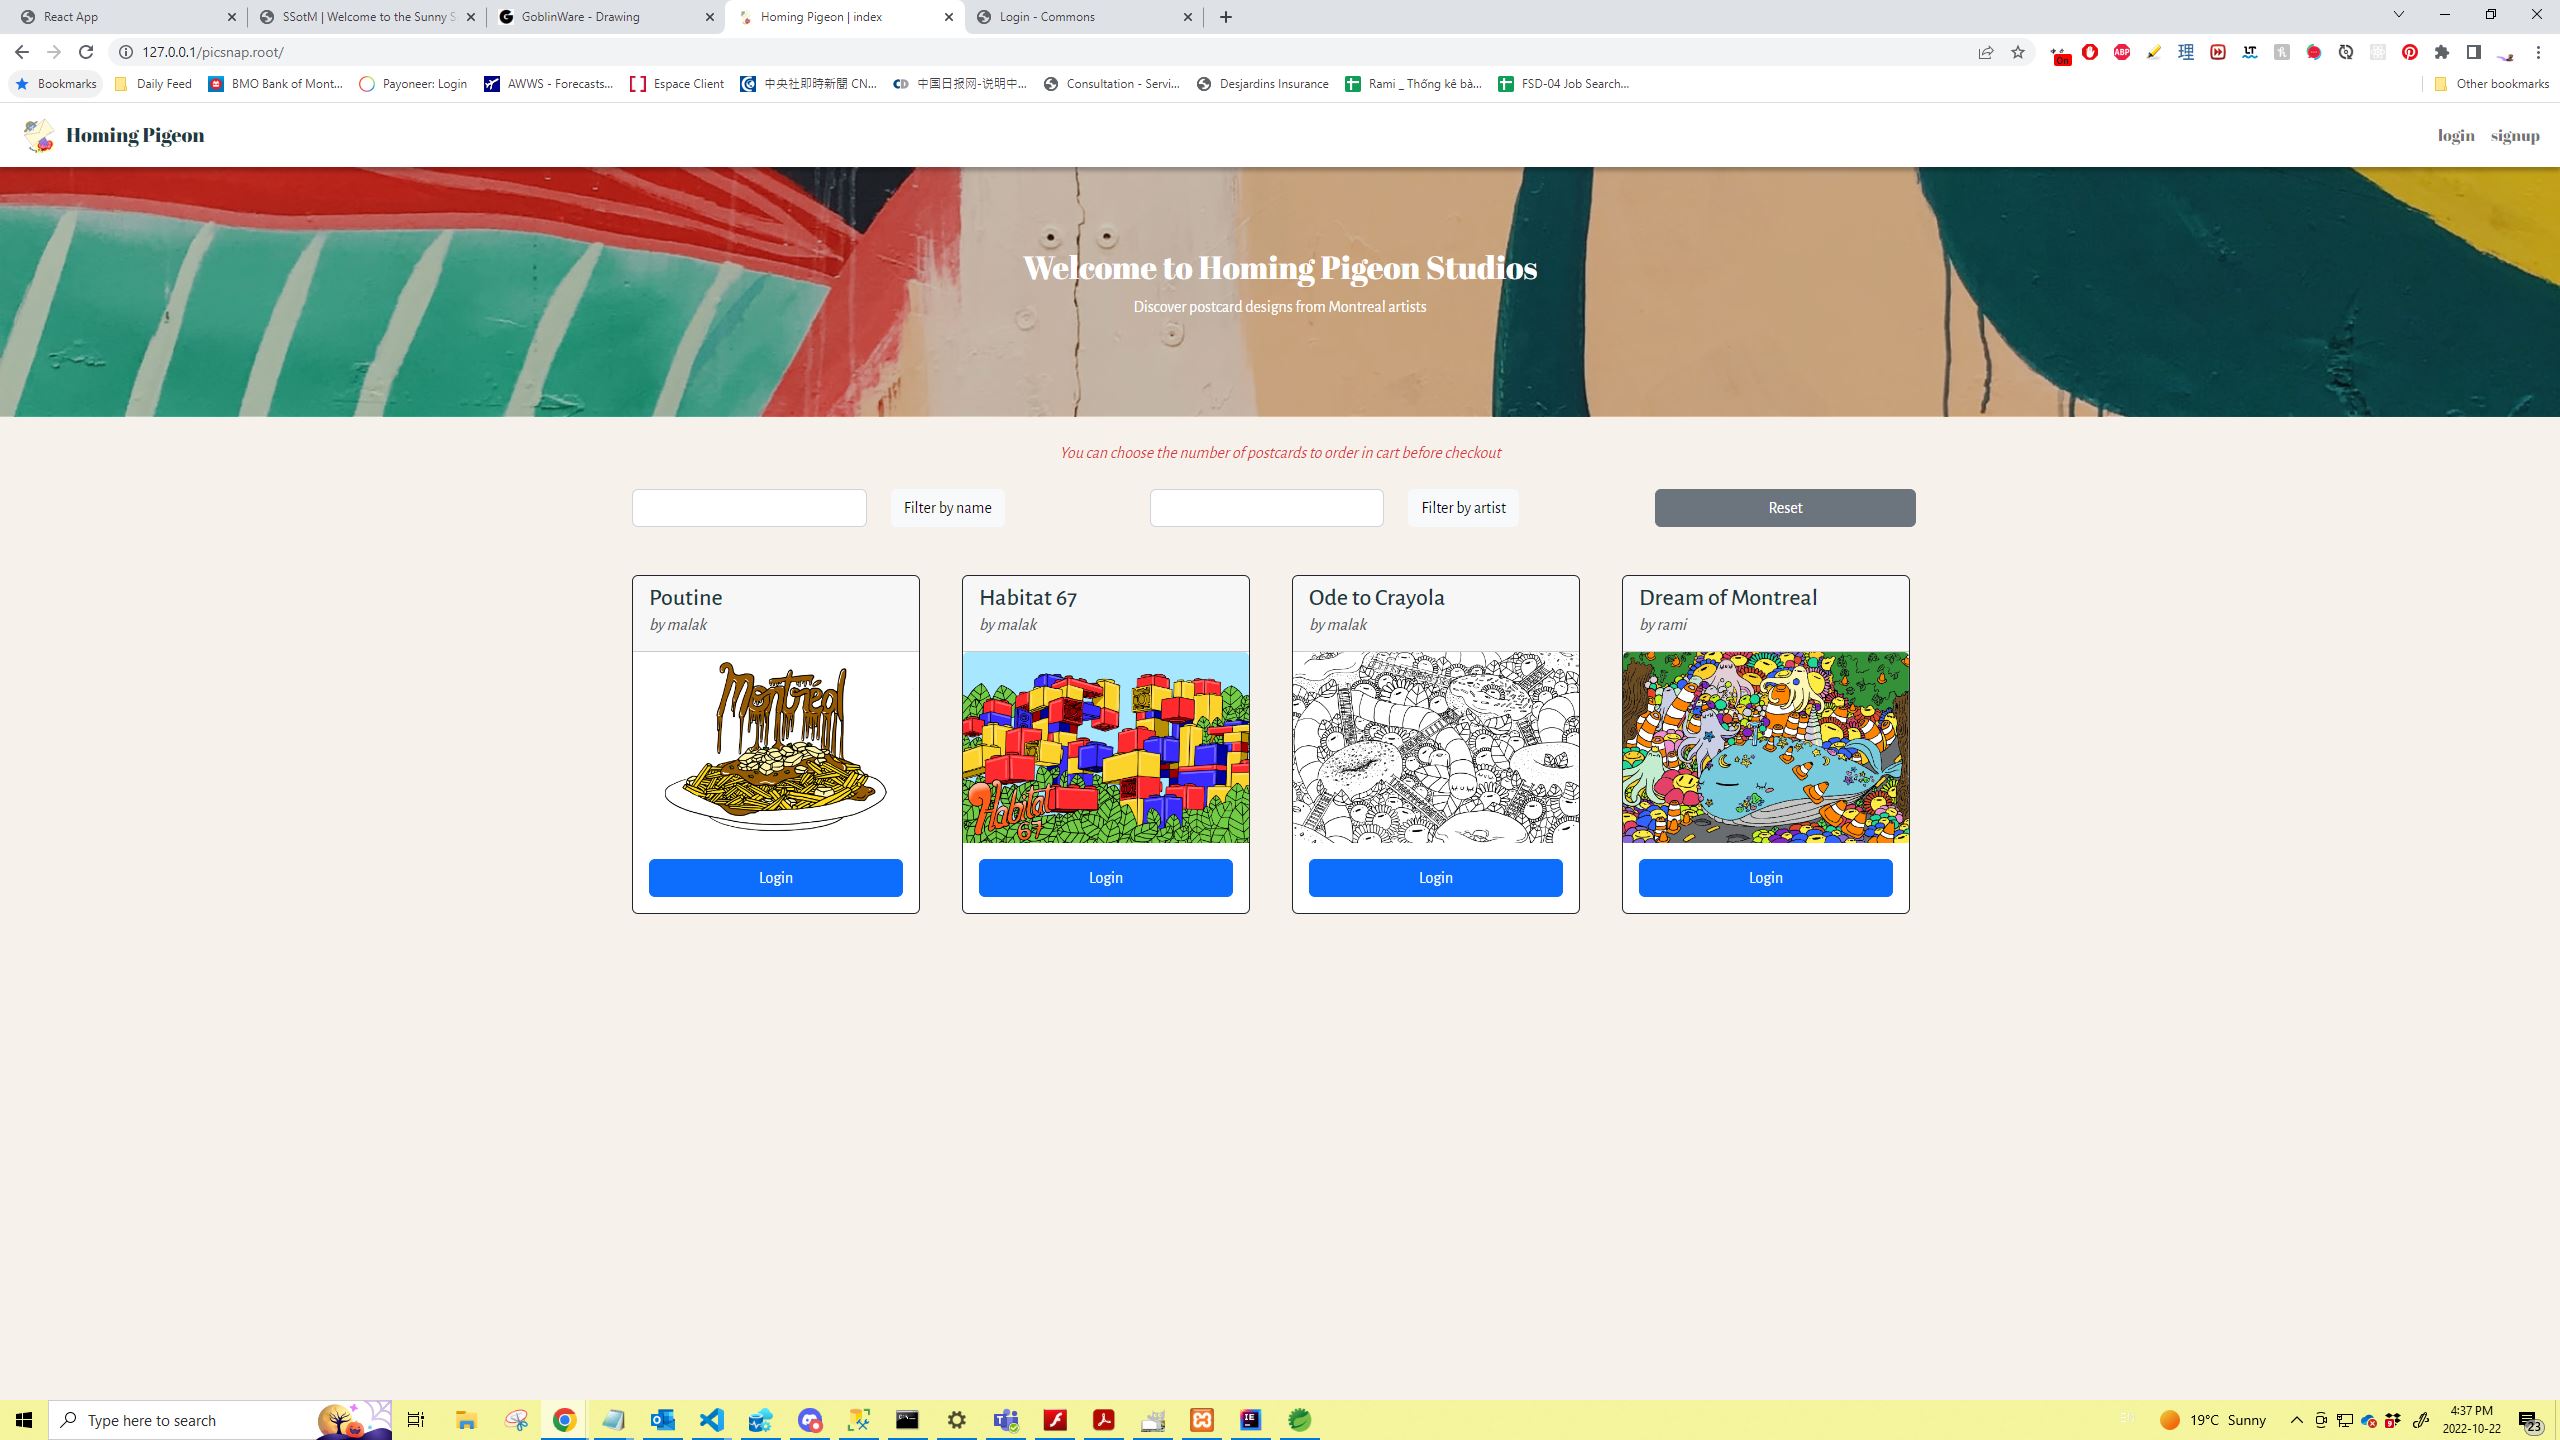 React App
SSotM | Welcome to the Sunny S
GoblinWare - Drawing
Homing Pigeon | index
Login - Commons
127.0.0.1/picsnap.root/
On
ABP
理
LT
Bookmarks
Daily Feed
BMO Bank of Mont...
Payoneer: Login
AWWS - Forecasts...
Espace Client
中央社即時新聞 CN...
CD
中国日报网-说明中...
Consultation - Servi...
Desjardins Insurance
Rami _ Thống kê bà...
FSD-04 Job Search...
Other bookmarks
Homing Pigeon
login
signup
Welcome to Homing Pigeon Studios
Discover postcard designs from Montreal artists
You can choose the number of postcards to order in cart before checkout
Filter by name
Filter by artist
Reset
Poutine
by malak
Montréal
Login
Habitat 67
by malak
Habitat
67
Login
Ode to Crayola
by malak
Login
Dream of Montreal
by rami
Login
Type here to search
19°C Sunny
4:37 PM
2022-10-22
23